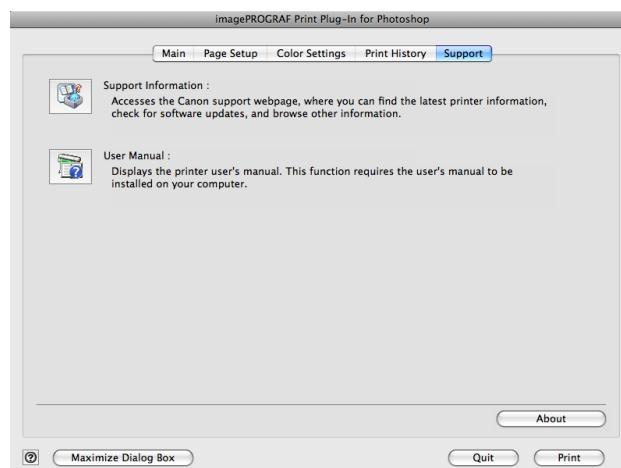 imagePROGRAF Print Plug-In for Photoshop
Main Page Setup Color Settings Print History Support
Support Information :
Accesses the Canon support webpage, where you can find the latest printer information,
check for software updates, and browse other information.
User Manual :
Displays the printer user's manual. This function requires the user's manual to be
installed on your computer.
About
? Maximize Dialog Box Quit Print